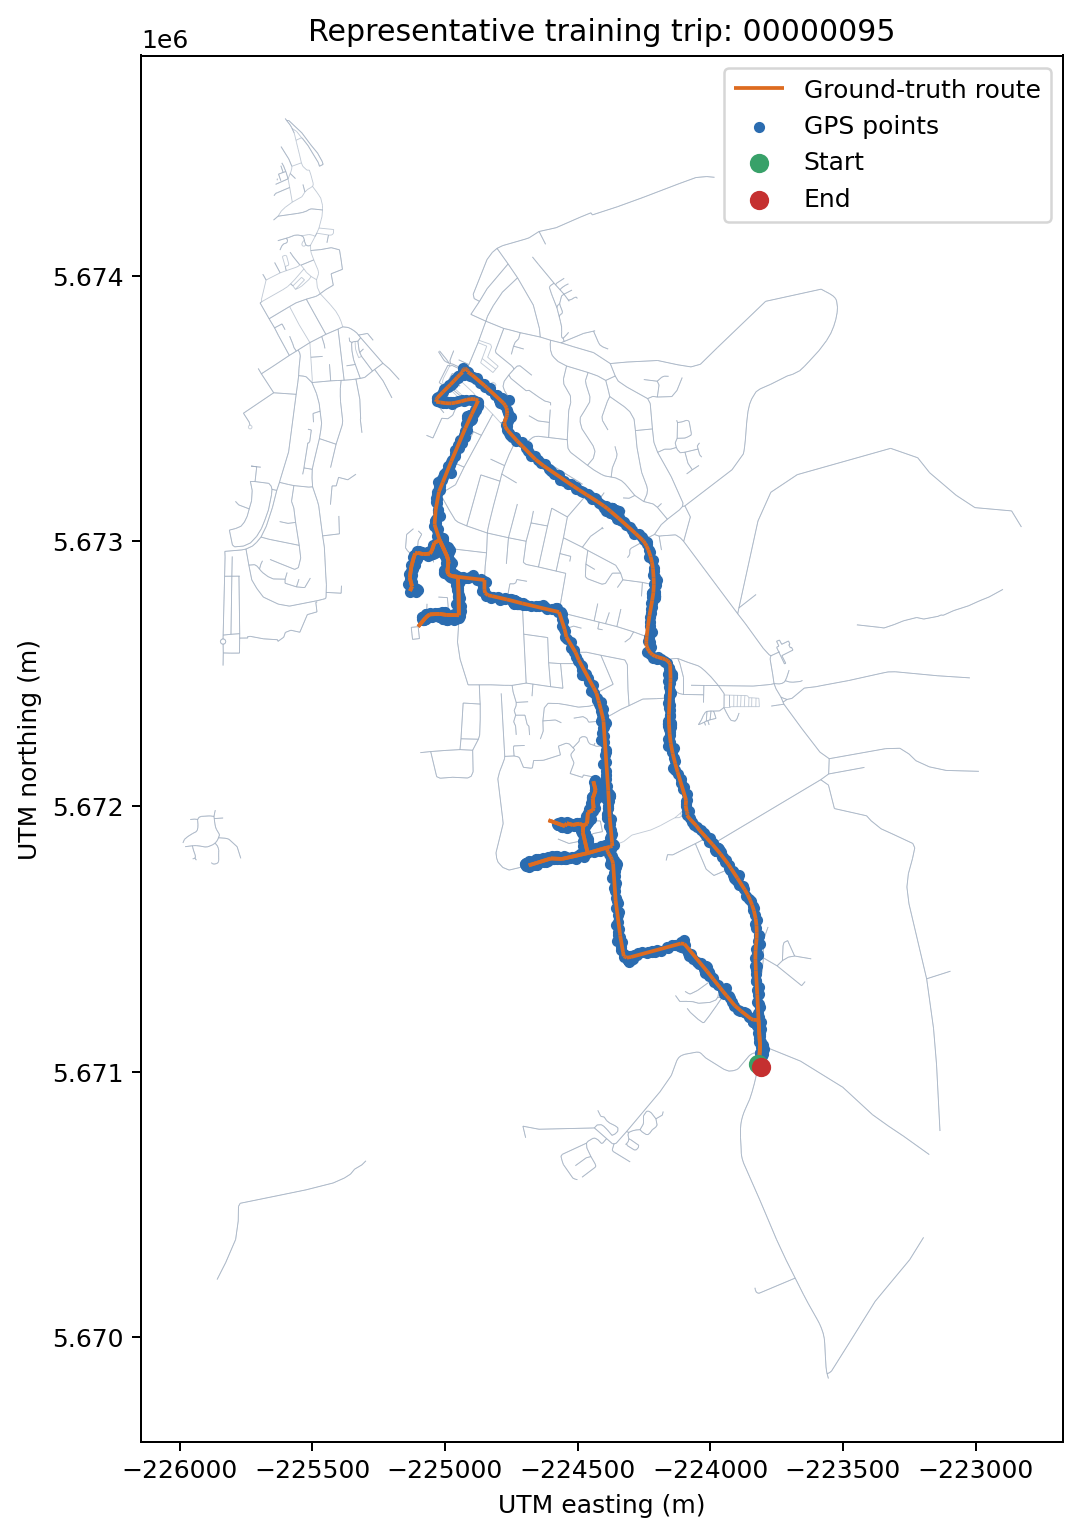 Representative training trip: 00000095
1e6
Ground-truth route
GPS points
Start
End
5.674
5.673
5.672
5.671
5.670
UTM northing (m)
−226000 −225500 −225000 −224500 −224000 −223500 −223000
UTM easting (m)